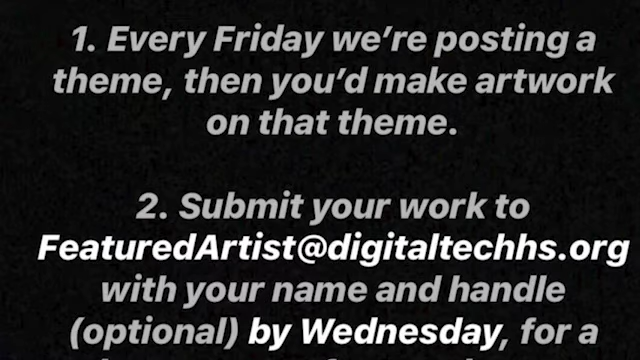 1. Every Friday we’re posting a
theme, then you’d make artwork
on that theme.
2. Submit your work to
FeaturedArtist@digitaltechhs.org
with your name and handle
(optional) by Wednesday, for a